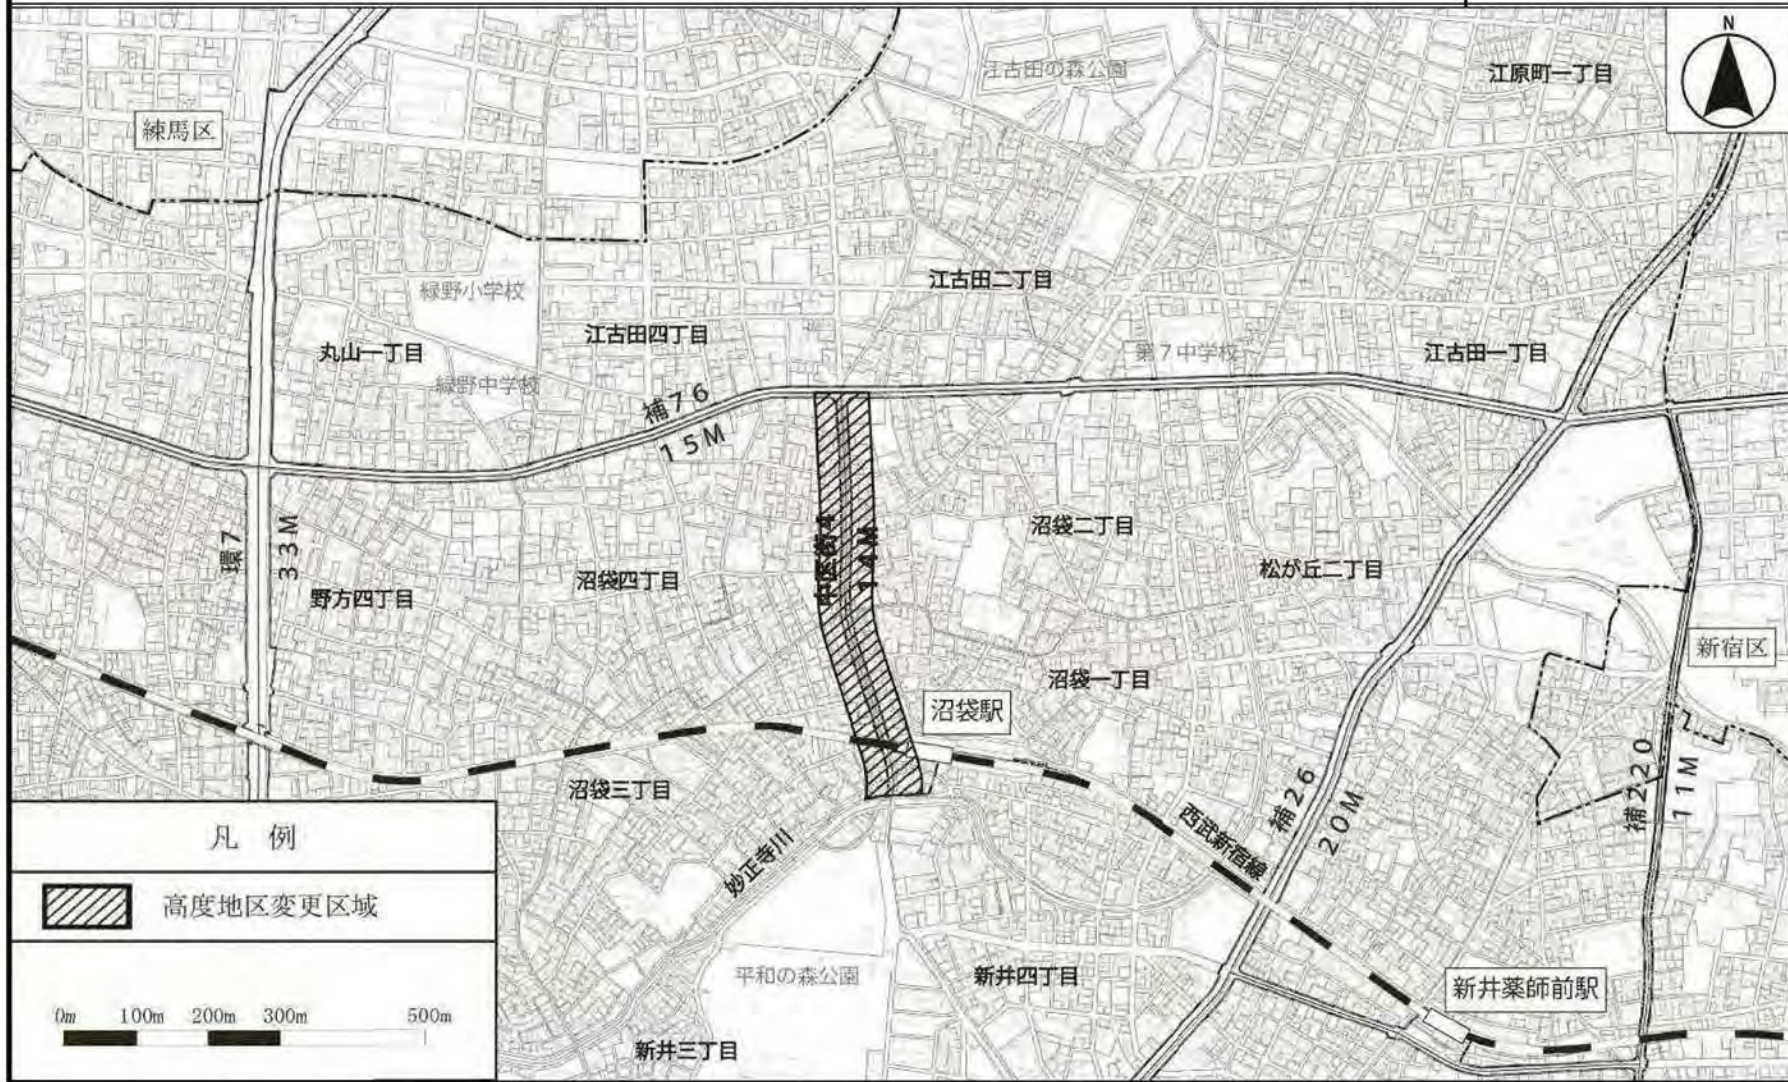 N
江古田の森公園
江原町一丁目
練馬区
江古田二丁目
緑野小学校
江古田四丁目
丸山一丁目
第7中学校
江古田一丁目
緑野中学校
補76
15M
環7
33M
中区街4
14M
沼袋二丁目
松が丘二丁目
沼袋四丁目
野方四丁目
新宿区
沼袋一丁目
沼袋駅
沼袋三丁目
西武新宿線
補26
20M
補220
11M
妙正寺川
平和の森公園
新井四丁目
新井薬師前駅
新井三丁目
凡 例
高度地区変更区域
0m 100m 200m 300m 500m